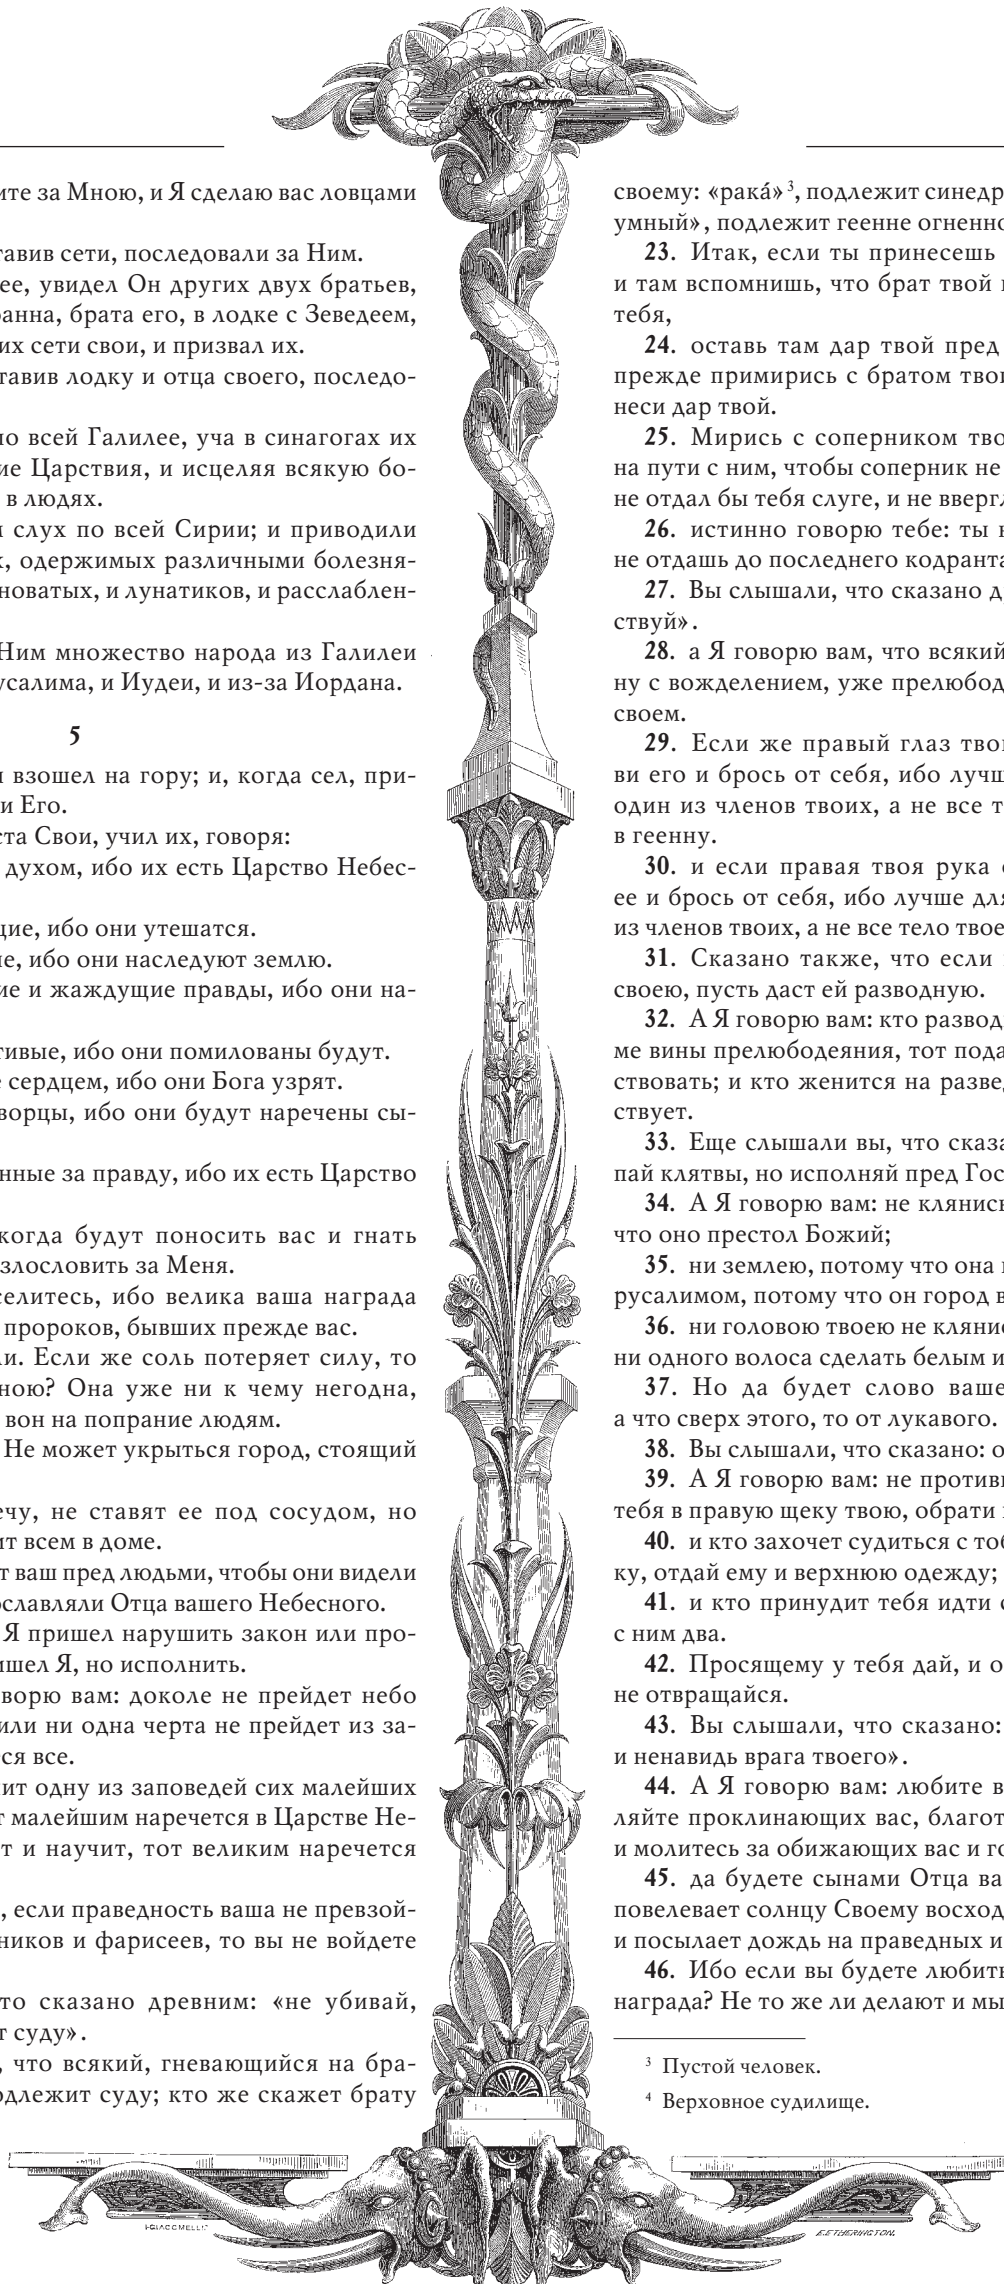 ите за Мною, и Я сделаю вас ловцами
тавив сети, последовали за Ним.
ее, увидел Он других двух братьев,
анна, брата его, в лодке с Зеведеем,
их сети свои, и призвал их.
тавив лодку и отца своего, последо-
по всей Галилее, уча в синагогах их
ие Царствия, и исцеляя всякую бо-
в людях.
слух по всей Сирии; и приводили
х, одержимых различными болезня-
новатых, и лунатиков, и расслаблен-
Ним множество народа из Галилеи
усалима, и Иудеи, и из-за Иордана.
5
взошел на гору; и, когда сел, при-
и Его.
ста Свои, учил их, говоря:
духом, ибо их есть Царство Небес-
щие, ибо они утешатся.
ие, ибо они наследуют землю.
ие и жаждущие правды, ибо они на-
тивые, ибо они помилованы будут.
е сердцем, ибо они Бога узрят.
ворцы, ибо они будут наречены сы-
нные за правду, ибо их есть Царство
когда будут поносить вас и гнать
злословить за Меня.
селитесь, ибо велика ваша награда
пророков, бывших прежде вас.
ли. Если же соль потеряет силу, то
ною? Она уже ни к чему негодна,
вон на попрание людям.
Не может укрыться город, стоящий
ечу, не ставят ее под сосудом, но
ит всем в доме.
т ваш пред людьми, чтобы они видели
ославляли Отца вашего Небесного.
Я пришел нарушить закон или про-
ишел Я, но исполнить.
ворю вам: доколе не прейдет небо
или ни одна черта не прейдет из за-
ся все.
ит одну из заповедей сих малейших
т малейшим наречется в Царстве Не-
т и научит, тот великим наречется
, если праведность ваша не превзой-
ников и фарисеев, то вы не войдете
то сказано древним: «не убивай,
т суду».
, что всякий, гневающийся на бра-
одлежит суду; кто же скажет брату
своему: «рака́»³, подлежит синедр
умный», подлежит геенне огненно
23. Итак, если ты принесешь
и там вспомнишь, что брат твой
тебя,
24. оставь там дар твой пред
прежде примирись с братом твои
неси дар твой.
25. Мирись с соперником тво
на пути с ним, чтобы соперник не
не отдал бы тебя слуге, и не ввергл
26. истинно говорю тебе: ты
не отдашь до последнего кодранта
27. Вы слышали, что сказано д
ствуй».
28. а Я говорю вам, что всякий
ну с вожделением, уже прелюбод
своем.
29. Если же правый глаз тво
ви его и брось от себя, ибо лучш
один из членов твоих, а не все т
в геенну.
30. и если правая твоя рука
ее и брось от себя, ибо лучше дл
из членов твоих, а не все тело твое
31. Сказано также, что если
своею, пусть даст ей разводную.
32. А Я говорю вам: кто развод
ме вины прелюбодеяния, тот пода
ствовать; и кто женится на разве
ствует.
33. Еще слышали вы, что сказа
пай клятвы, но исполняй пред Гос
34. А Я говорю вам: не клянись
что оно престол Божий;
35. ни землею, потому что она
русалимом, потому что он город в
36. ни головою твоею не клянис
ни одного волоса сделать белым и
37. Но да будет слово ваше
а что сверх этого, то от лукавого.
38. Вы слышали, что сказано: о
39. А Я говорю вам: не противи
тебя в правую щеку твою, обрати
40. и кто захочет судиться с тоб
ку, отдай ему и верхнюю одежду;
41. и кто принудит тебя идти с
с ним два.
42. Просящему у тебя дай, и о
не отвращайся.
43. Вы слышали, что сказано:
и ненавидь врага твоего».
44. А Я говорю вам: любите в
ляйте проклинающих вас, благот
и молитесь за обижающих вас и го
45. да будете сынами Отца ва
повелевает солнцу Своему восход
и посылает дождь на праведных и
46. Ибо если вы будете любить
награда? Не то же ли делают и мы
³ Пустой человек.
⁴ Верховное судилище.
H·GIACOMELLI
E.ETHERINGTON.